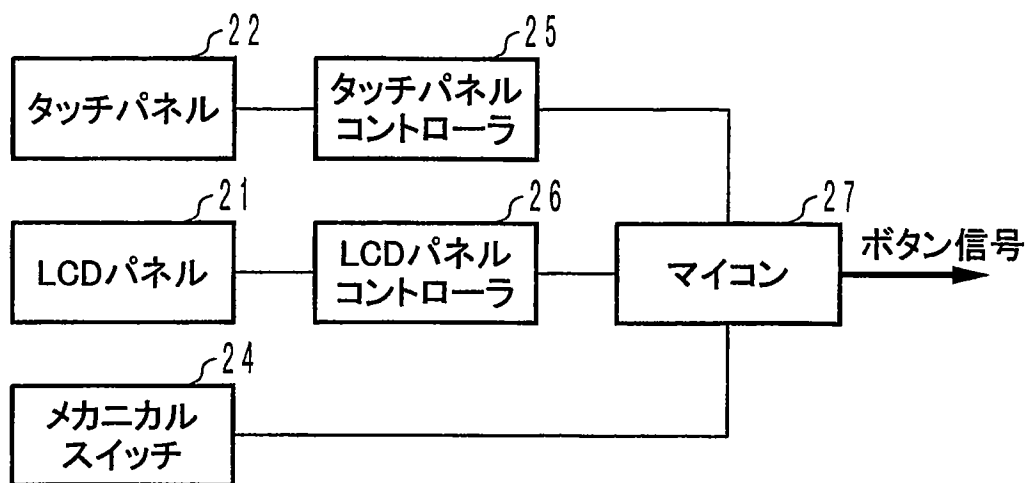 22
タッチパネル
25
タッチパネル
コントローラ
21
LCDパネル
26
LCDパネル
コントローラ
27
マイコン
ボタン信号
24
メカニカル
スイッチ